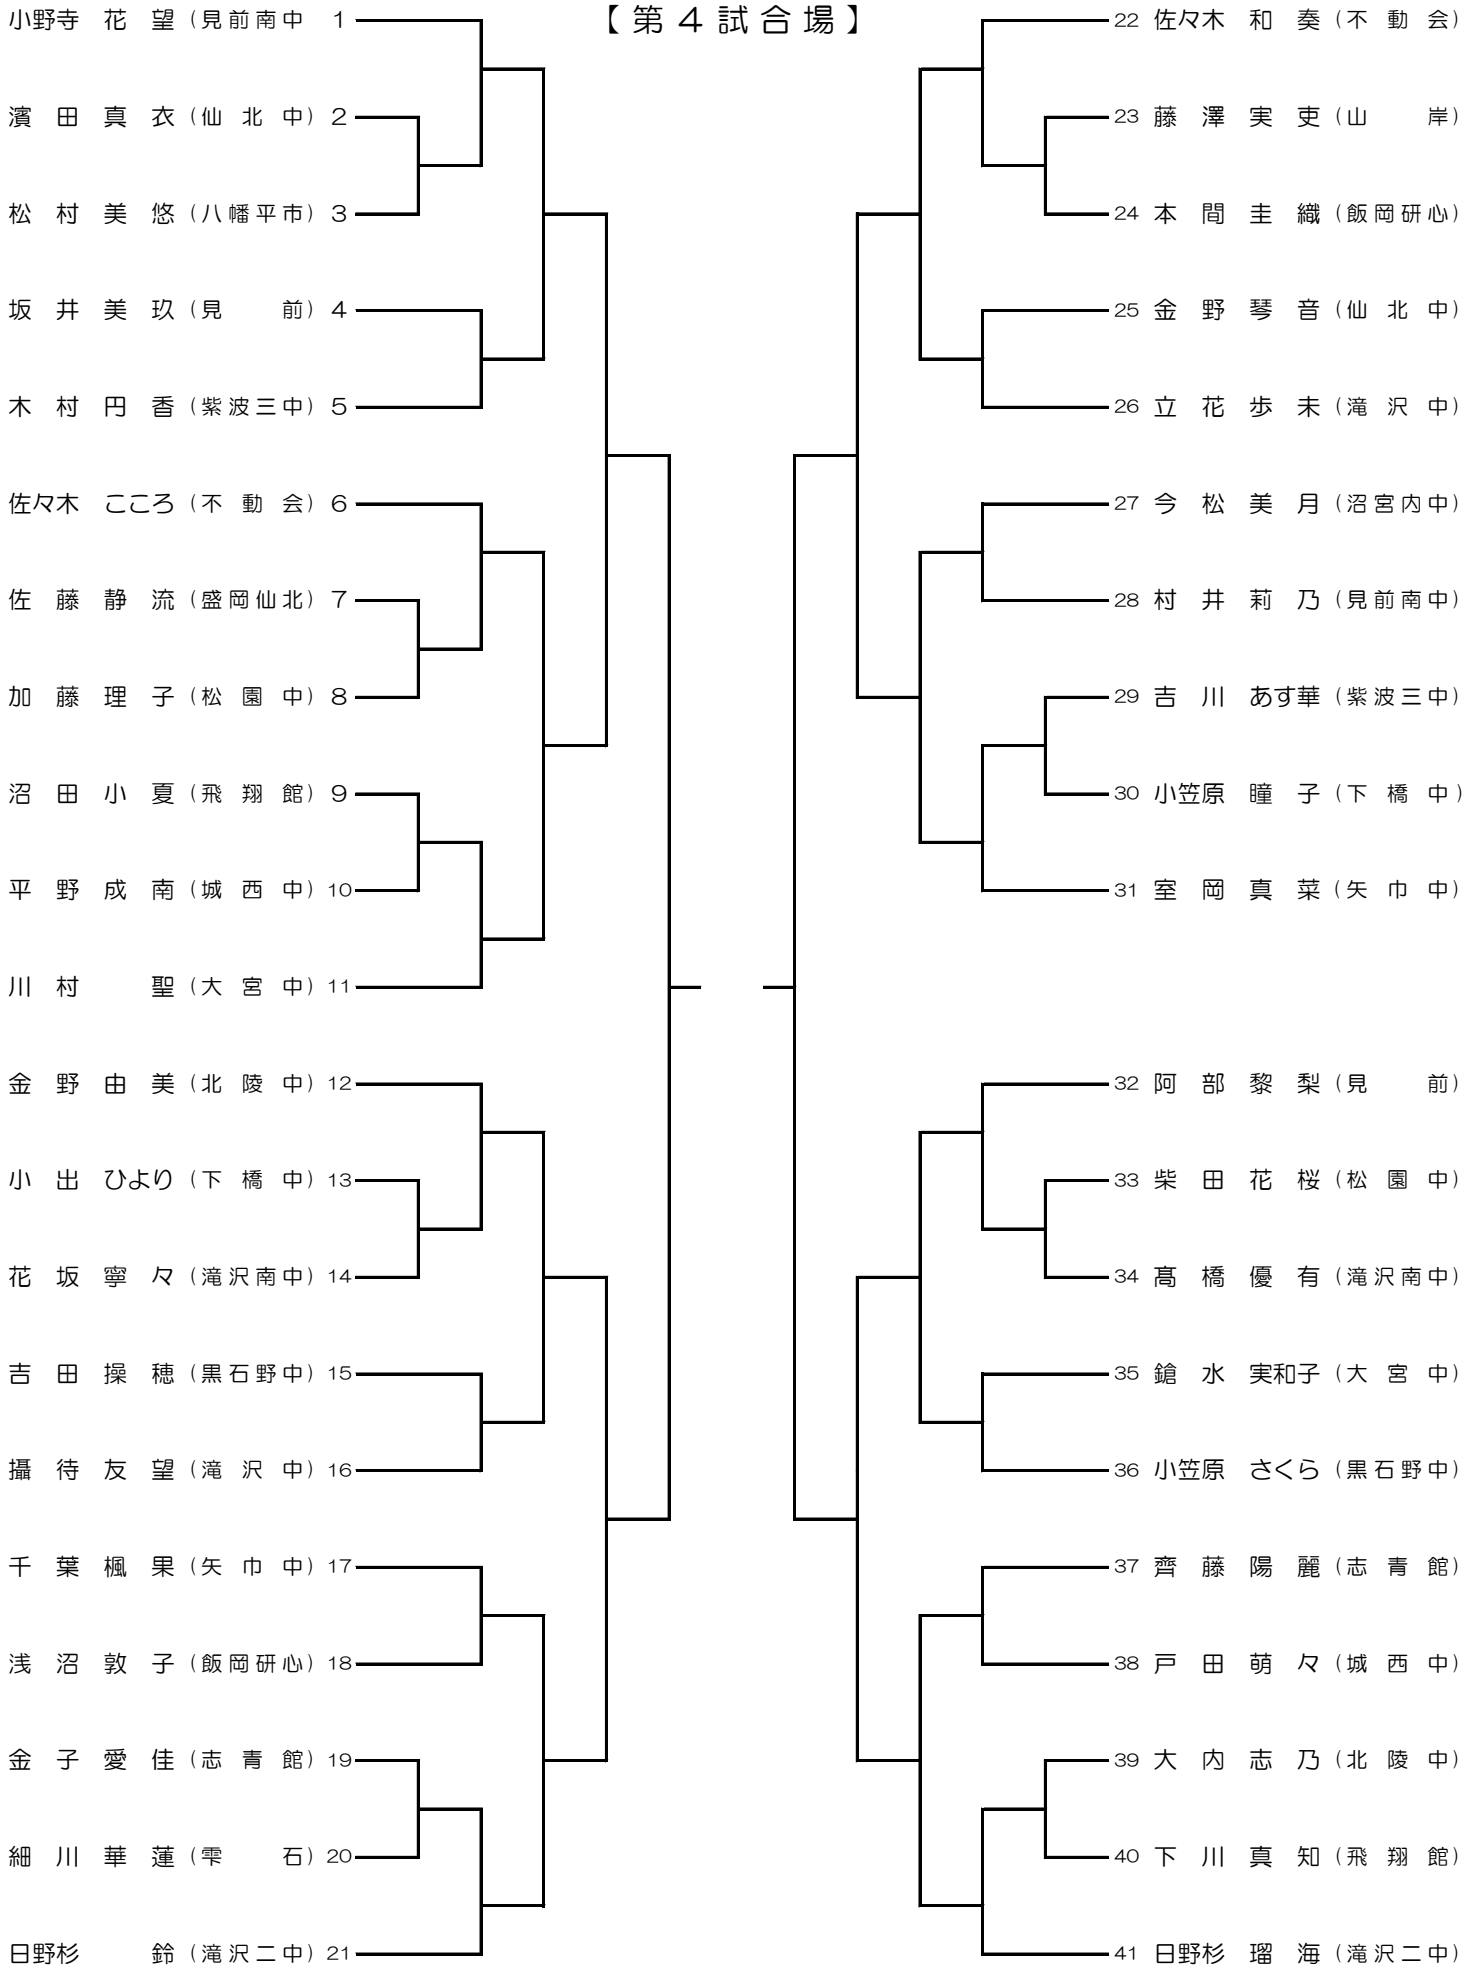 【第４試合場】
小野寺 花 望 (見前南中 1
濱 田 真 衣 (仙 北 中) 2
松 村 美 悠 (八幡平市) 3
坂 井 美 玖 (見 前) 4
木 村 円 香 (紫波三中) 5
佐々木 こころ (不 動 会) 6
佐 藤 静 流 (盛岡仙北) 7
加 藤 理 子 (松 園 中) 8
沼 田 小 夏 (飛 翔 館) 9
平 野 成 南 (城 西 中) 10
川 村 聖 (大 宮 中) 11
金 野 由 美 (北 陵 中) 12
小 出 ひより (下 橋 中) 13
花 坂 寧 々 (滝沢南中) 14
吉 田 操 穂 (黒石野中) 15
攝 待 友 望 (滝 沢 中) 16
千 葉 楓 果 (矢 巾 中) 17
浅 沼 敦 子 (飯岡研心) 18
金 子 愛 佳 (志 青 館) 19
細 川 華 蓮 (雫 石) 20
日野杉 鈴 (滝沢二中) 21
22 佐々木 和 奏 (不 動 会)
23 藤 澤 実 吏 (山 岸)
24 本 間 圭 織 (飯岡研心)
25 金 野 琴 音 (仙 北 中)
26 立 花 歩 未 (滝 沢 中)
27 今 松 美 月 (沼宮内中)
28 村 井 莉 乃 (見前南中)
29 吉 川 あす華 (紫波三中)
30 小笠原 瞳 子 (下 橋 中)
31 室 岡 真 菜 (矢 巾 中)
32 阿 部 黎 梨 (見 前)
33 柴 田 花 桜 (松 園 中)
34 髙 橋 優 有 (滝沢南中)
35 鎗 水 実和子 (大 宮 中)
36 小笠原 さくら (黒石野中)
37 齊 藤 陽 麗 (志 青 館)
38 戸 田 萌 々 (城 西 中)
39 大 内 志 乃 (北 陵 中)
40 下 川 真 知 (飛 翔 館)
41 日野杉 瑠 海 (滝沢二中)